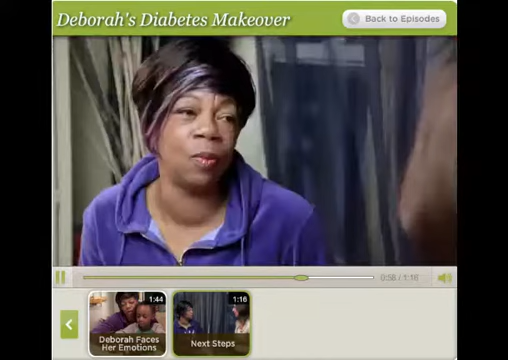 Deborah's Diabetes Makeover
Back to Episodes
0:58 / 1:16
1:44
Deborah Faces
Her Emotions
1:16
Next Steps